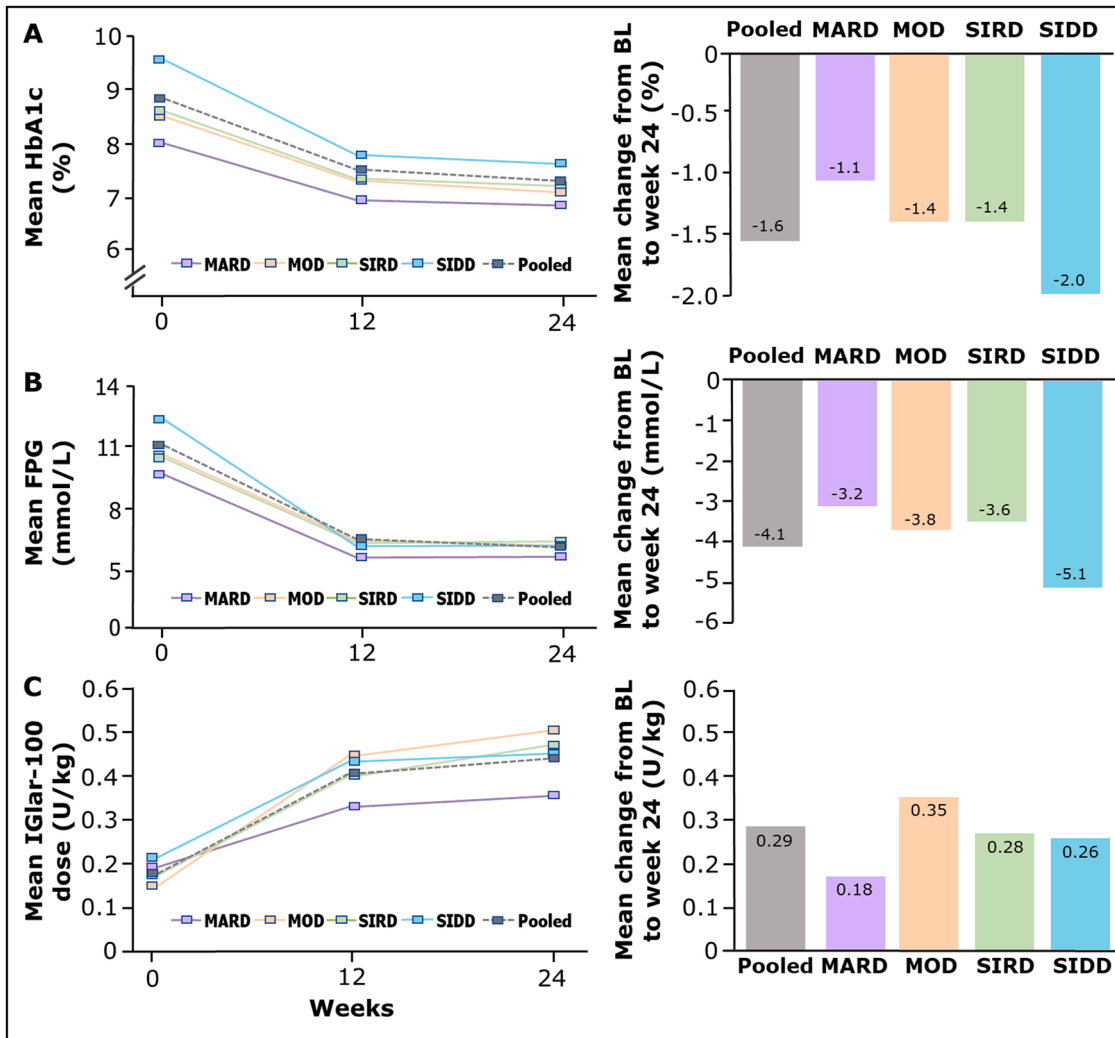 A
Mean HbA1c
(%)
10
9
8
7
6
MARD MOD SIRD SIDD Pooled
0 12 24
Mean change from BL
to week 24 (%)
Pooled MARD MOD SIRD SIDD
0
-0.5
-1.0
-1.5
-2.0
-1.6 -1.1 -1.4 -1.4 -2.0
B
Mean FPG
(mmol/L)
14
11
8
5
0
MARD MOD SIRD SIDD Pooled
0 12 24
Mean change from BL
to week 24 (mmol/L)
Pooled MARD MOD SIRD SIDD
0
-1
-2
-3
-4
-5
-6
-4.1 -3.2 -3.8 -3.6 -5.1
C
Mean IGlar-100
dose (U/kg)
0.6
0.5
0.4
0.3
0.2
0.1
0
MARD MOD SIRD SIDD Pooled
0 12 24
Weeks
Mean change from BL
to week 24 (U/kg)
0.6
0.5
0.4
0.3
0.2
0.1
0
0.29 0.18 0.35 0.28 0.26
Pooled MARD MOD SIRD SIDD